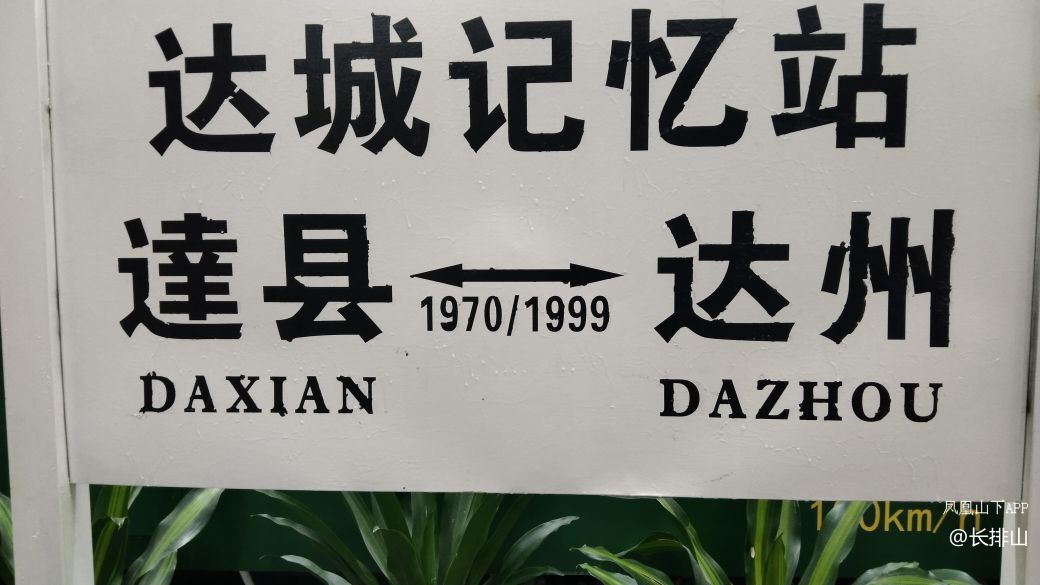 达城记忆站
達县 1970/1999 达州
DAXIAN DAZHOU
凤凰山下APP
@长排山